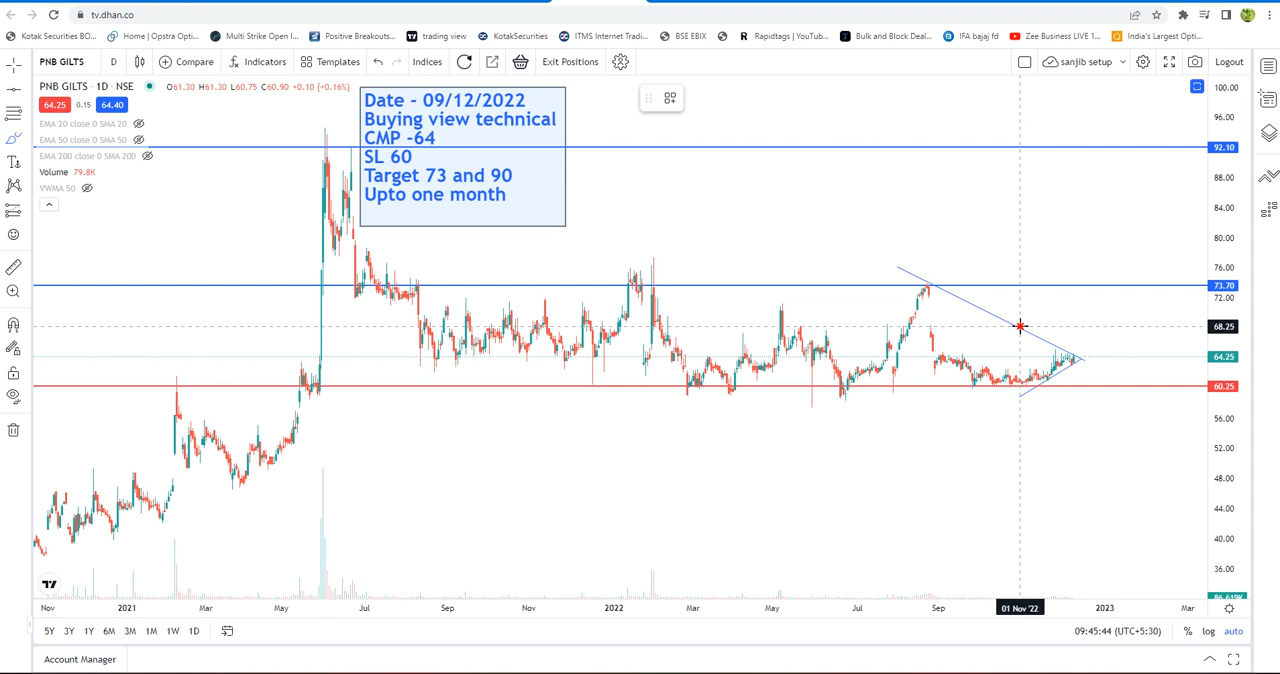 tv.dhan.co
Kotak Securities BO... Home | Opstra Opti... Multi Strike Open I... Positive Breakouts... trading view KotakSecurities ITMS Internet Tradi... BSE EBIX Rapidtags | YouTub... Bulk and Block Deal... IFA bajaj fd Zee Business LIVE 1... India's Largest Opti...
PNB GILTS D Compare Indicators Templates Indices Exit Positions sanjib setup Logout
PNB GILTS · 1D · NSE O61.30 H61.30 L60.75 C60.90 +0.10 (+0.16%)
64.25 0.15 64.40
EMA 20 close 0 SMA 20
EMA 50 close 0 SMA 50
EMA 200 close 0 SMA 200
Volume 79.8K
VWMA 50
Date - 09/12/2022
Buying view technical
CMP -64
SL 60
Target 73 and 90
Upto one month
100.00
96.00
92.10
88.00
84.00
80.00
76.00
73.70
72.00
68.25
64.25
60.25
56.00
52.00
48.00
44.00
40.00
36.00
86.619K
Nov 2021 Mar May Jul Sep Nov 2022 Mar May Jul Sep 01 Nov '22 2023 Mar
5Y 3Y 1Y 6M 3M 1M 1W 1D 09:45:44 (UTC+5:30) % log auto
Account Manager